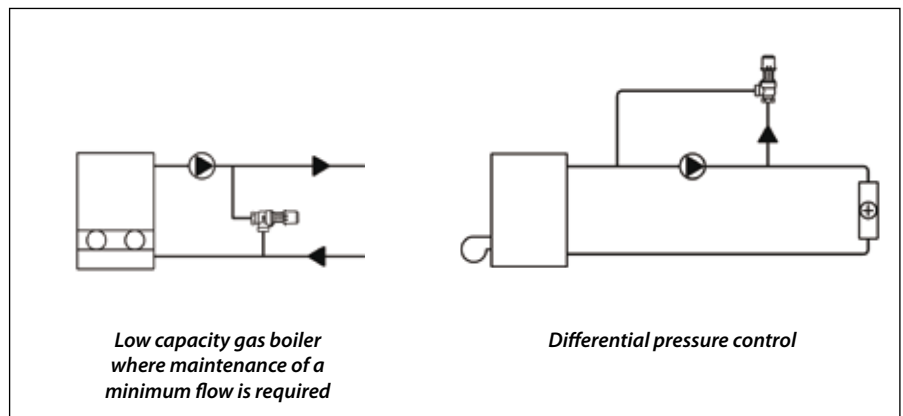 Low capacity gas boiler
where maintenance of a
minimum flow is required
Differential pressure control